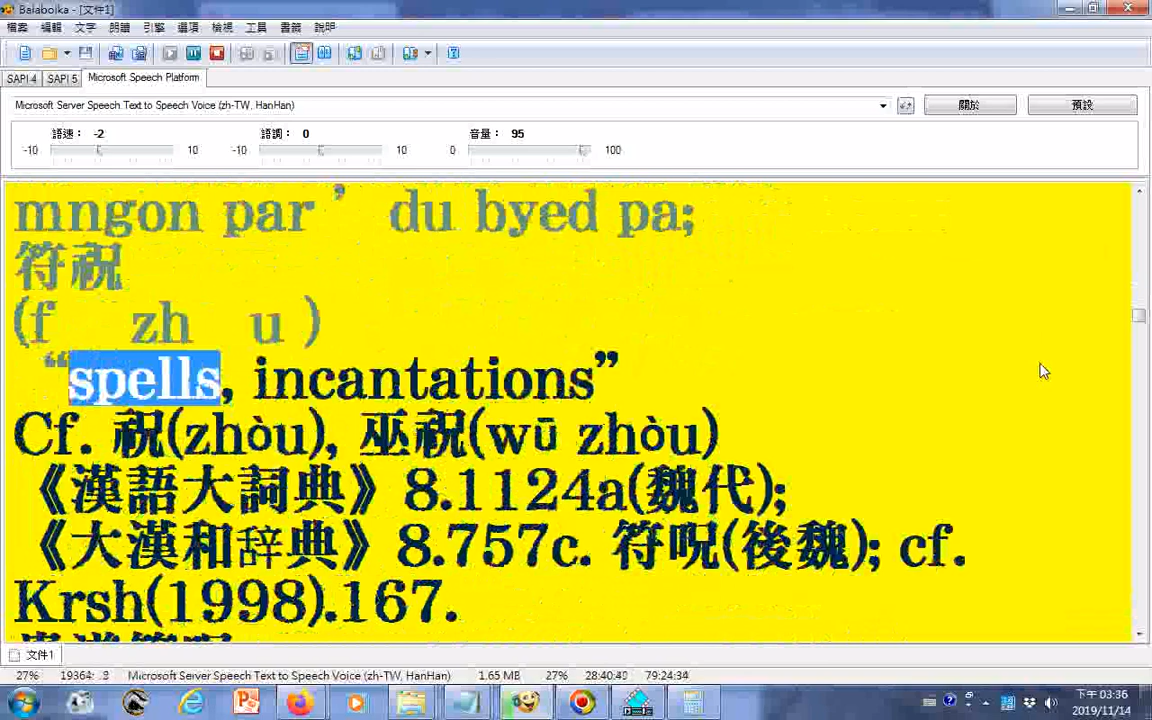 Balabolka - [文件1]
檔案 編輯 文字 朗讀 引擎 選項 檢視 工具 書籤 說明
SAPI 4 SAPI 5 Microsoft Speech Platform
Microsoft Server Speech Text to Speech Voice (zh-TW, HanHan) 關於 預設
語速： -2 語調： 0 音量： 95
-10 10 -10 10 0 100
mngon par ’ du byed pa;
符祝
(f zh u )
“spells, incantations”
Cf. 祝(zhòu), 巫祝(wū zhòu)
《漢語大詞典》 8.1124a(魏代);
《大漢和辞典》 8.757c. 符呪(後魏); cf.
Krsh(1998).167.
文件1
27% Microsoft Server Speech Text to Speech Voice (zh-TW, HanHan) 1.65 MB 27% 28:40:40 79:24:34
下午 03:36
2019/11/14